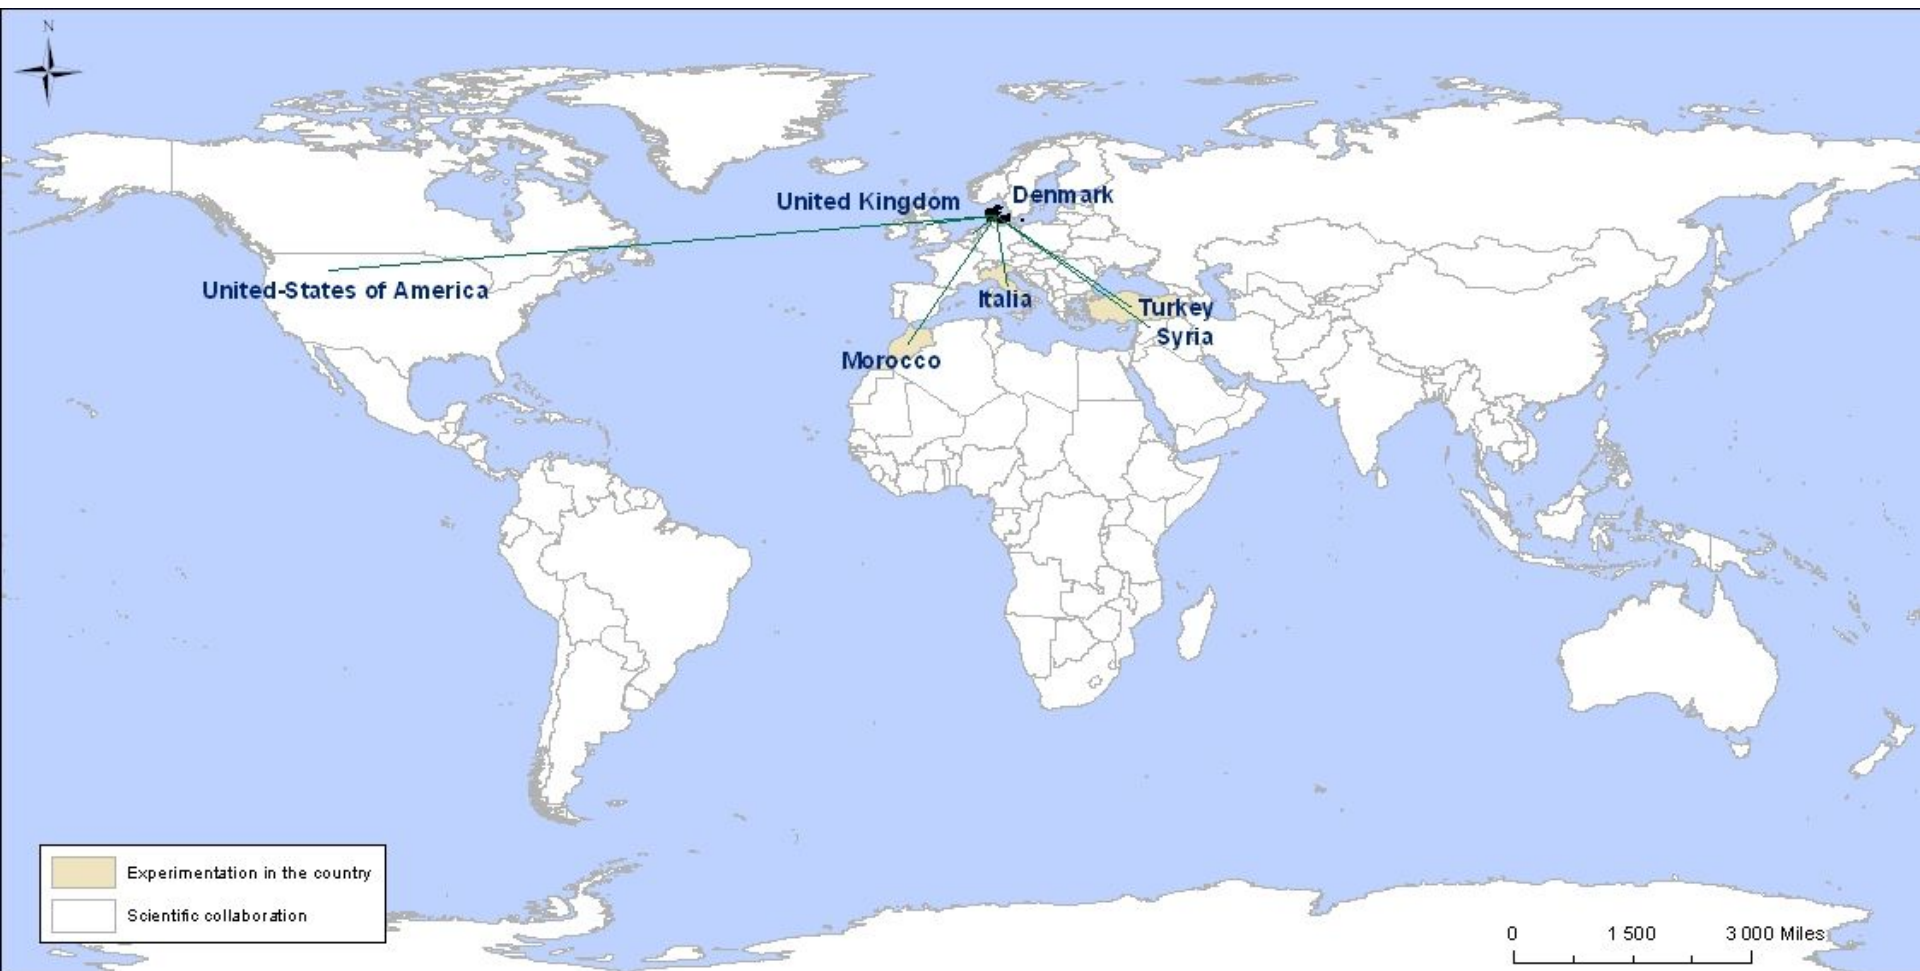 N
United Kingdom
Denmark
United-States of America
Italia
Turkey
Syria
Morocco
Experimentation in the country
Scientific collaboration
0 1 500 3 000 Miles